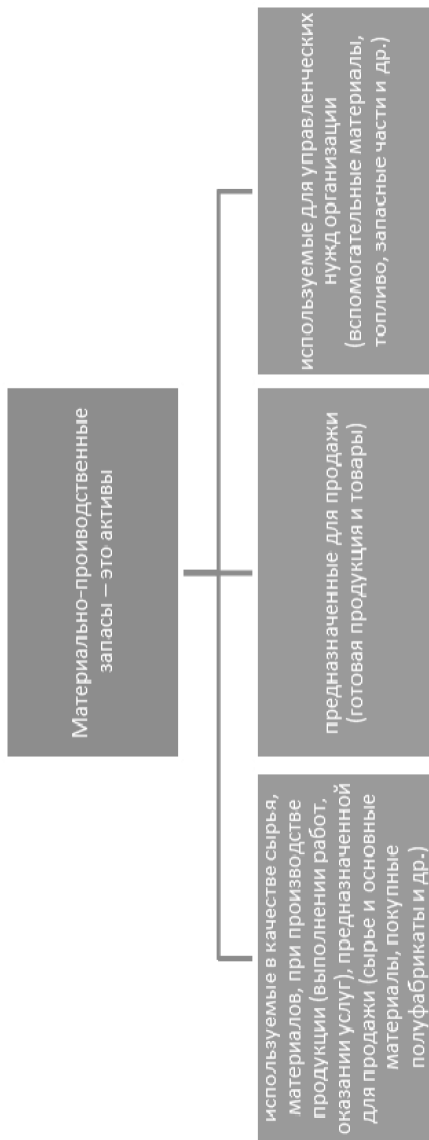 Материально-проиводственные
запасы – это активы
используемые в качестве сырья,
материалов, при производстве
продукции (выполнении работ,
оказании услуг), предназначенной
для продажи (сырье и основные
материалы, покупные
полуфабрикаты и др.)
предназначенные для продажи
(готовая продукция и товары)
используемые для управленческих
нужд организации
(вспомогательные материалы,
топливо, запасные части и др.)